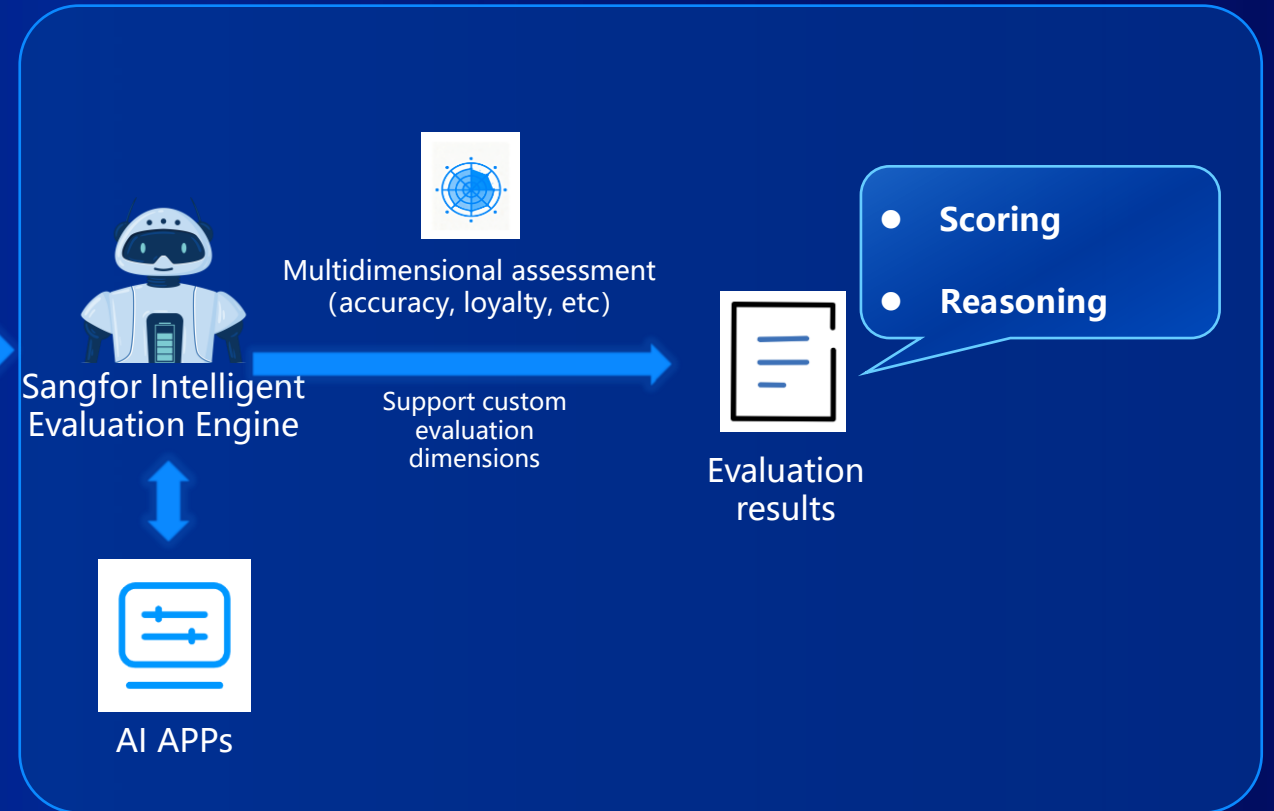 Multidimensional assessment
(accuracy, loyalty, etc)
Sangfor Intelligent
Evaluation Engine
Support custom
evaluation
dimensions
Evaluation
results
● Scoring
● Reasoning
AI APPs